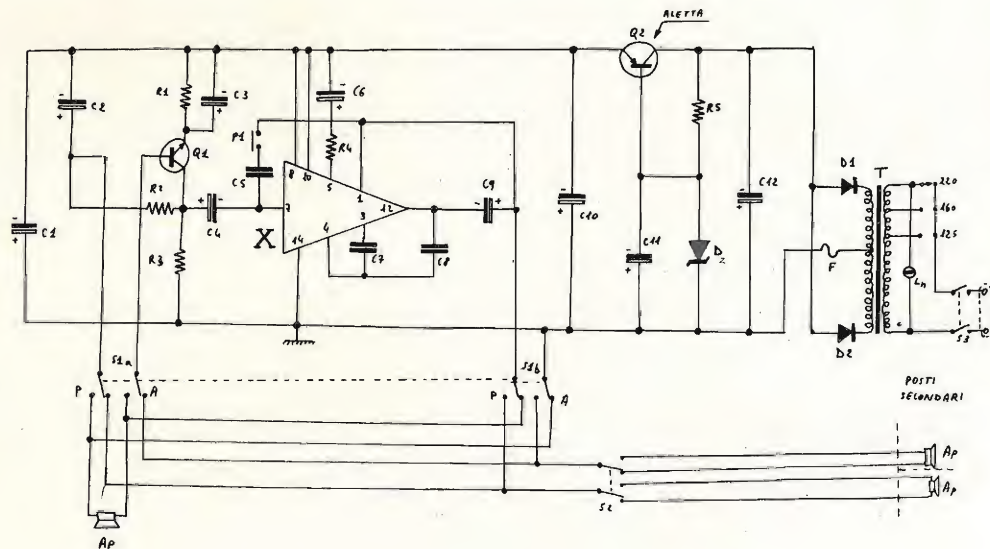 ALETTA
Q2
C2
R1
C3
C6
P1
R4
R5
Q1
D1
T
220
160
125
R2
C5
8
10
5
1
C9
C10
C12
C4
7
12
X
14
4
3
C1
R3
C7
C8
C11
Dz
F
Ln
D2
c
S3
S1a
S1b
P
A
P
A
POSTI
SECONDARI
S2
Ap
Ap
Ap